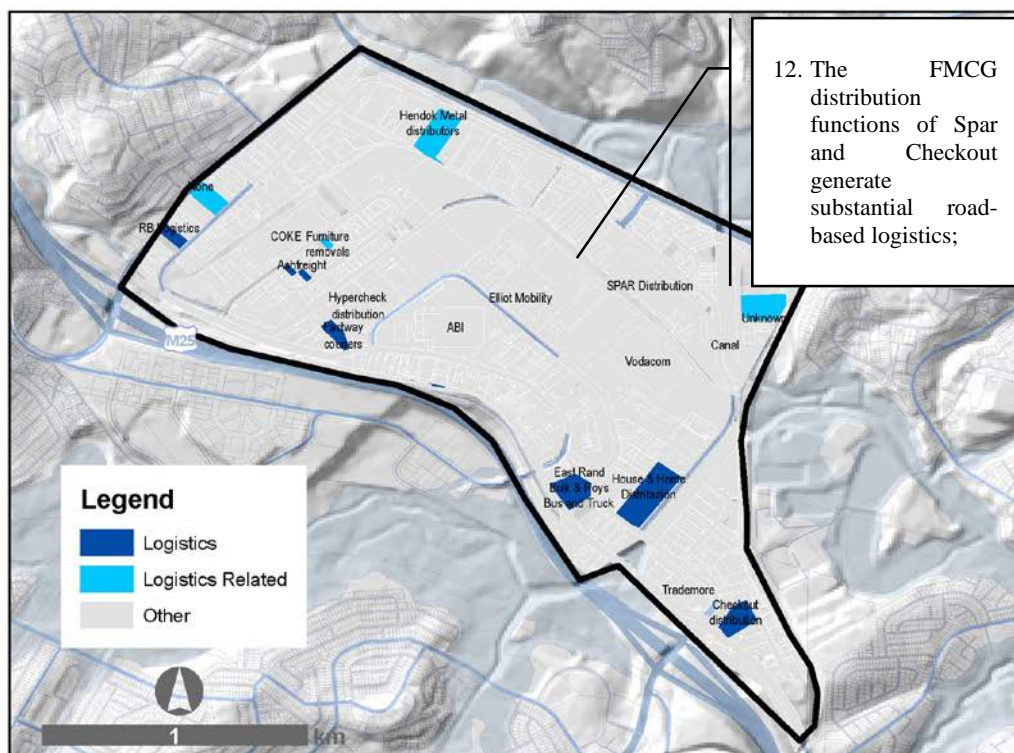 12. The FMCG
distribution
functions of Spar
and Checkout
generate
substantial road-
based logistics;
Hendok Metal
distributors
None
RB Logistics
COKE Furniture
removals
Ashfreight
Hypercheck
distribution
Fastway
couriers
ABI
Elliot Mobility
SPAR Distribution
Unknown
Canal
Vodacom
M25
East Rand
Bulk & Roys
Bus and Truck
House & Home
Distribution
Trademore
Checkout
distribution
Legend
Logistics
Logistics Related
Other
1 km